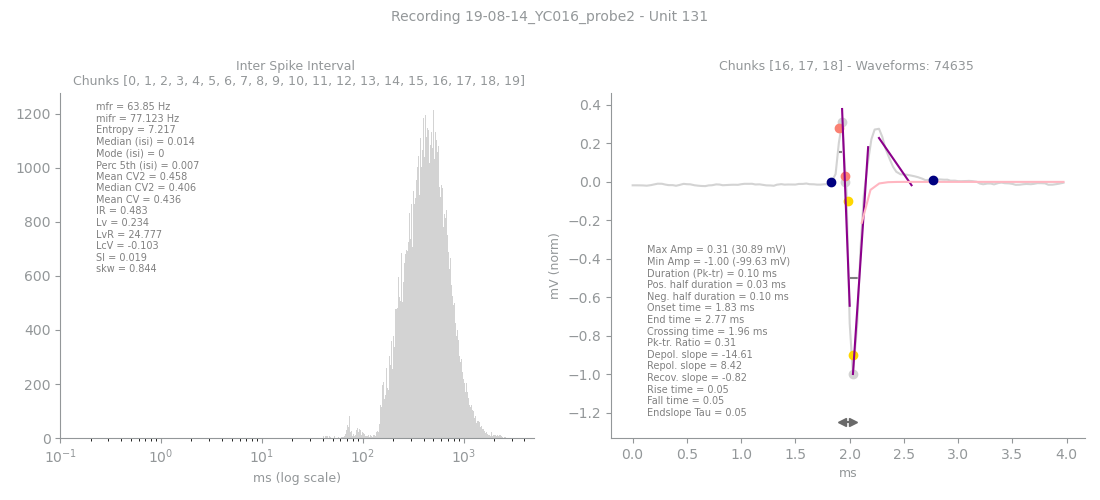 Recording 19-08-14_YC016_probe2 - Unit 131
Inter Spike Interval
Chunks [0, 1, 2, 3, 4, 5, 6, 7, 8, 9, 10, 11, 12, 13, 14, 15, 16, 17, 18, 19]
mfr = 63.85 Hz
mifr = 77.123 Hz
Entropy = 7.217
Median (isi) = 0.014
Mode (isi) = 0
Perc 5th (isi) = 0.007
Mean CV2 = 0.458
Median CV2 = 0.406
Mean CV = 0.436
IR = 0.483
Lv = 0.234
LvR = 24.777
LcV = -0.103
SI = 0.019
skw = 0.844
1200
1000
800
600
400
200
0
10⁻¹ 10⁰ 10¹ 10² 10³
ms (log scale)
Chunks [16, 17, 18] - Waveforms: 74635
mV (norm)
0.4
0.2
0.0
−0.2
−0.4
−0.6
−0.8
−1.0
−1.2
Max Amp = 0.31 (30.89 mV)
Min Amp = -1.00 (-99.63 mV)
Duration (Pk-tr) = 0.10 ms
Pos. half duration = 0.03 ms
Neg. half duration = 0.10 ms
Onset time = 1.83 ms
End time = 2.77 ms
Crossing time = 1.96 ms
Pk-tr. Ratio = 0.31
Depol. slope = -14.61
Repol. slope = 8.42
Recov. slope = -0.82
Rise time = 0.05
Fall time = 0.05
Endslope Tau = 0.05
0.0 0.5 1.0 1.5 2.0 2.5 3.0 3.5 4.0
ms